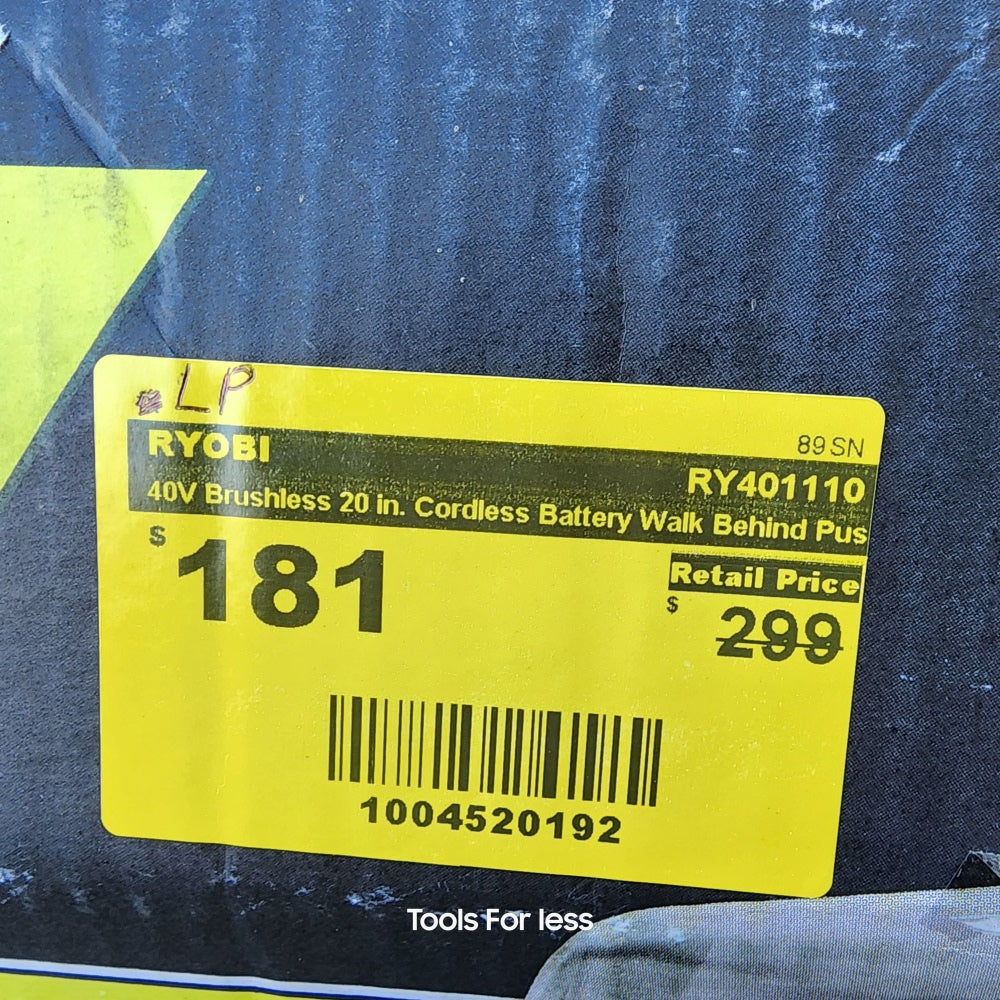 LP
RYOBI
89 SN
RY401110
40V Brushless 20 in. Cordless Battery Walk Behind Pus
$ 181
Retail Price
$ 299
1004520192
Tools For less